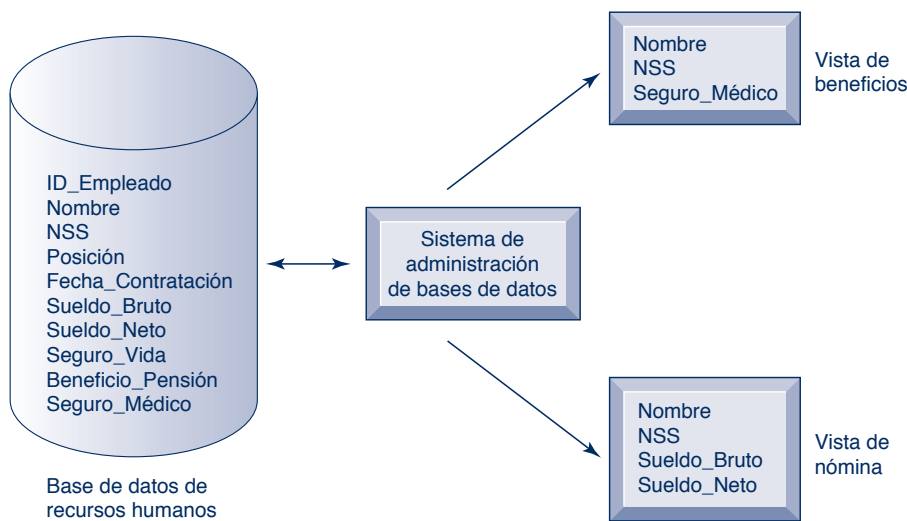 ID_Empleado
Nombre
NSS
Posición
Fecha_Contratación
Sueldo_Bruto
Sueldo_Neto
Seguro_Vida
Beneficio_Pensión
Seguro_Médico
Base de datos de
recursos humanos
Sistema de
administración
de bases de datos
Nombre
NSS
Seguro_Médico
Vista de
beneficios
Nombre
NSS
Sueldo_Bruto
Sueldo_Neto
Vista de
nómina